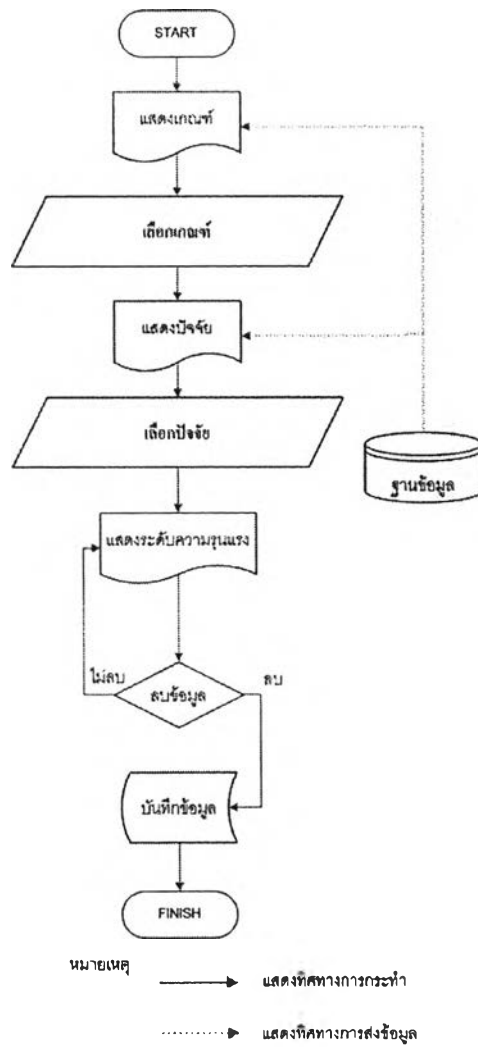 START
แสดงเกณฑ์
เลือกเกณฑ์
แสดงปัจจัย
เลือกปัจจัย
ฐานข้อมูล
แสดงระดับความรุนแรง
ไม่ลบ
ลบ
ลบข้อมูล
บันทึกข้อมูล
FINISH
หมายเหตุ
แสดงทิศทางการกระทำ
แสดงทิศทางการส่งข้อมูล